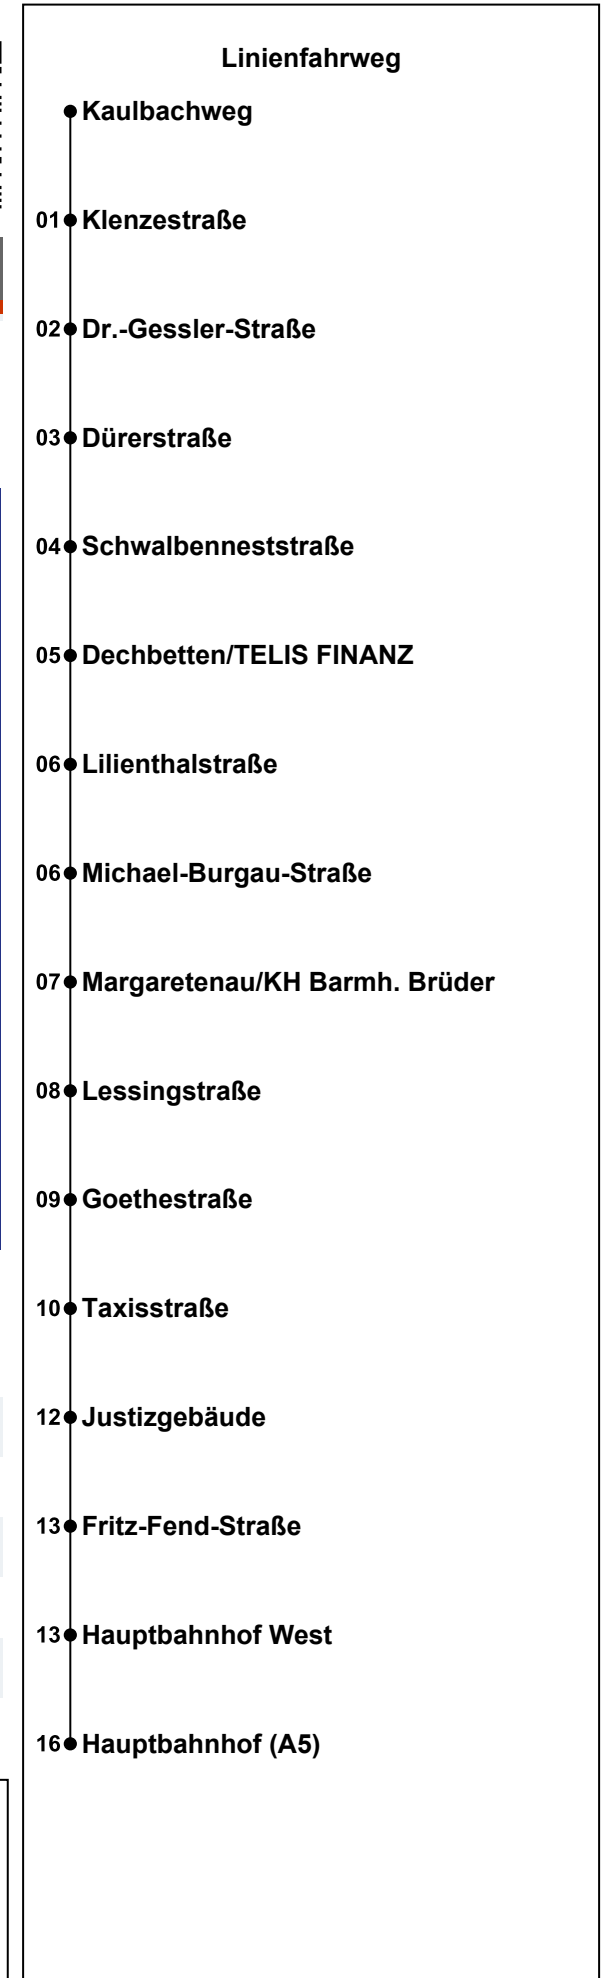 Linienfahrweg
Kaulbachweg
01 Klenzestraße
02 Dr.-Gessler-Straße
03 Dürerstraße
04 Schwalbenneststraße
05 Dechbetten/TELIS FINANZ
06 Lilienthalstraße
06 Michael-Burgau-Straße
07 Margaretenau/KH Barmh. Brüder
08 Lessingstraße
09 Goethestraße
10 Taxisstraße
12 Justizgebäude
13 Fritz-Fend-Straße
13 Hauptbahnhof West
16 Hauptbahnhof (A5)